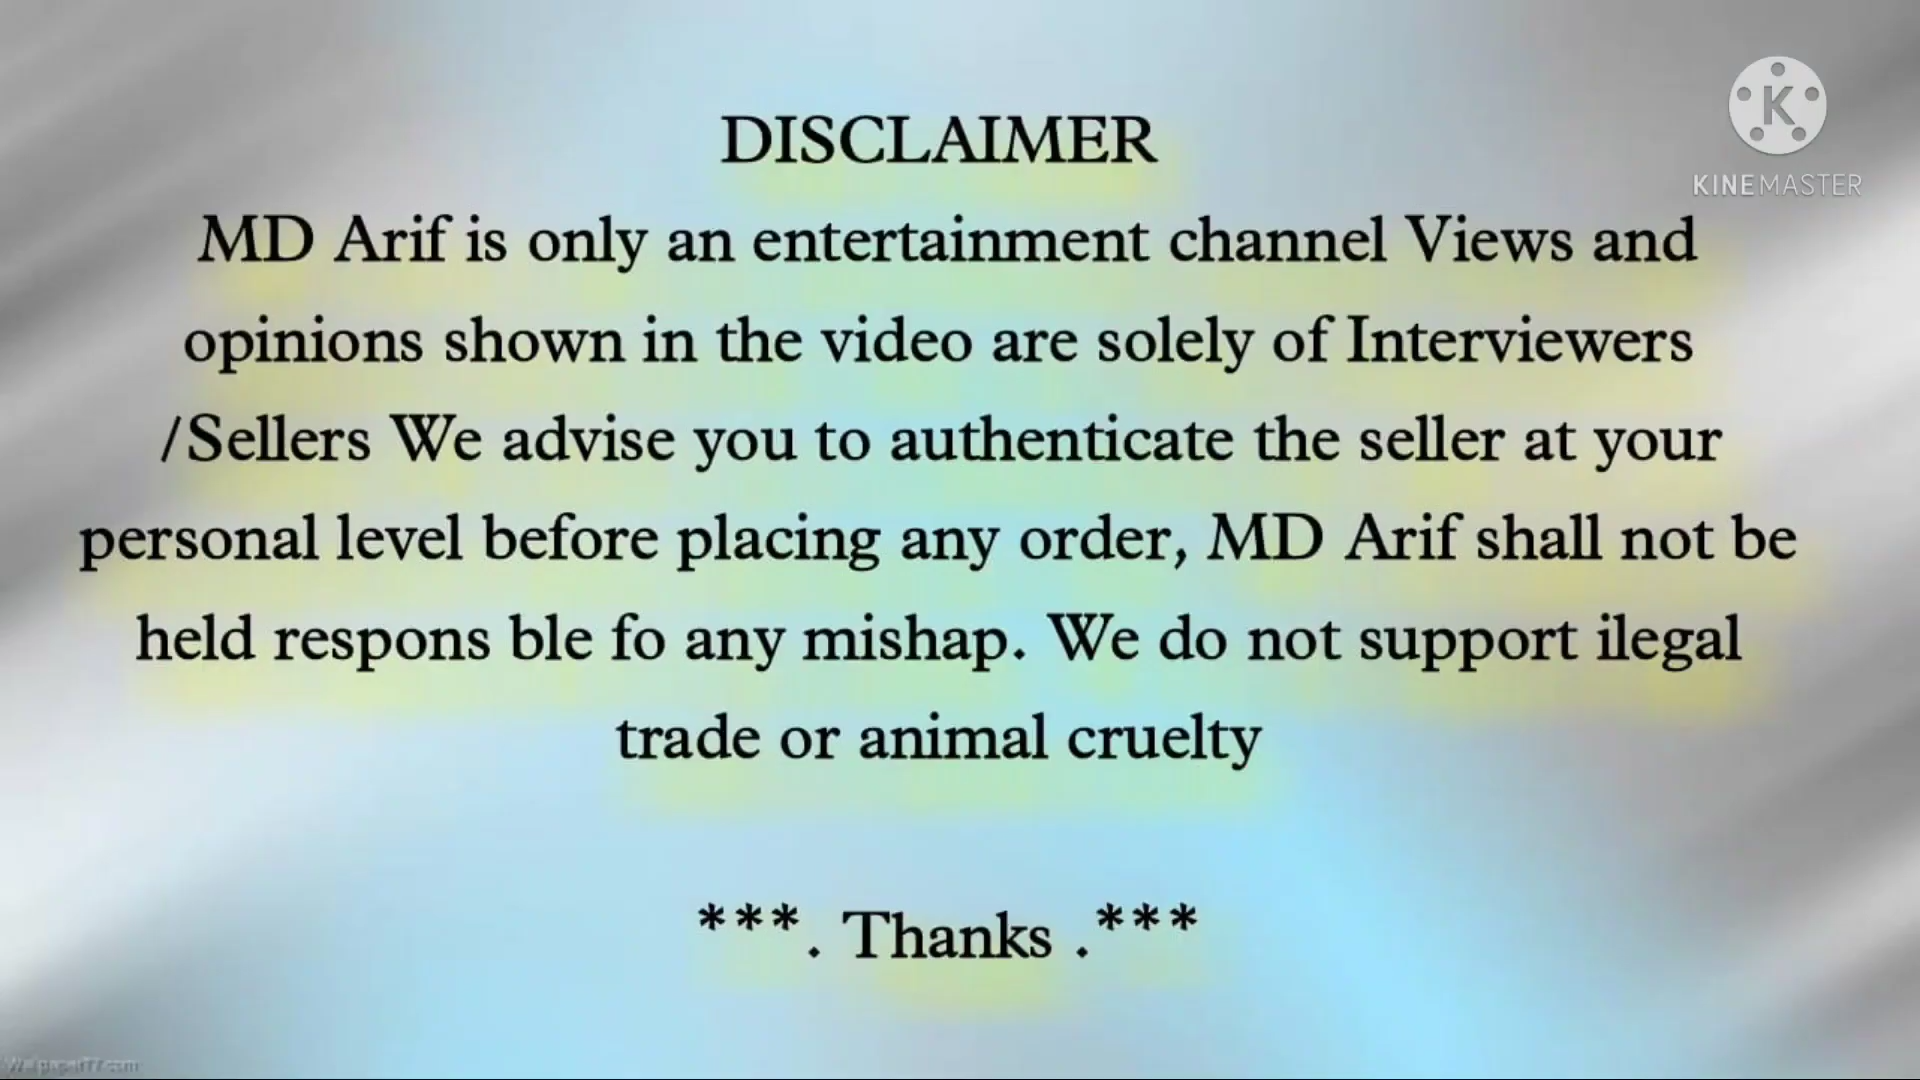 DISCLAIMER
MD Arif is only an entertainment channel Views and
opinions shown in the video are solely of Interviewers
/Sellers We advise you to authenticate the seller at your
personal level before placing any order, MD Arif shall not be
held respons ble fo any mishap. We do not support ilegal
trade or animal cruelty
***. Thanks .***
K
KINEMASTER
Wallpaper77.com